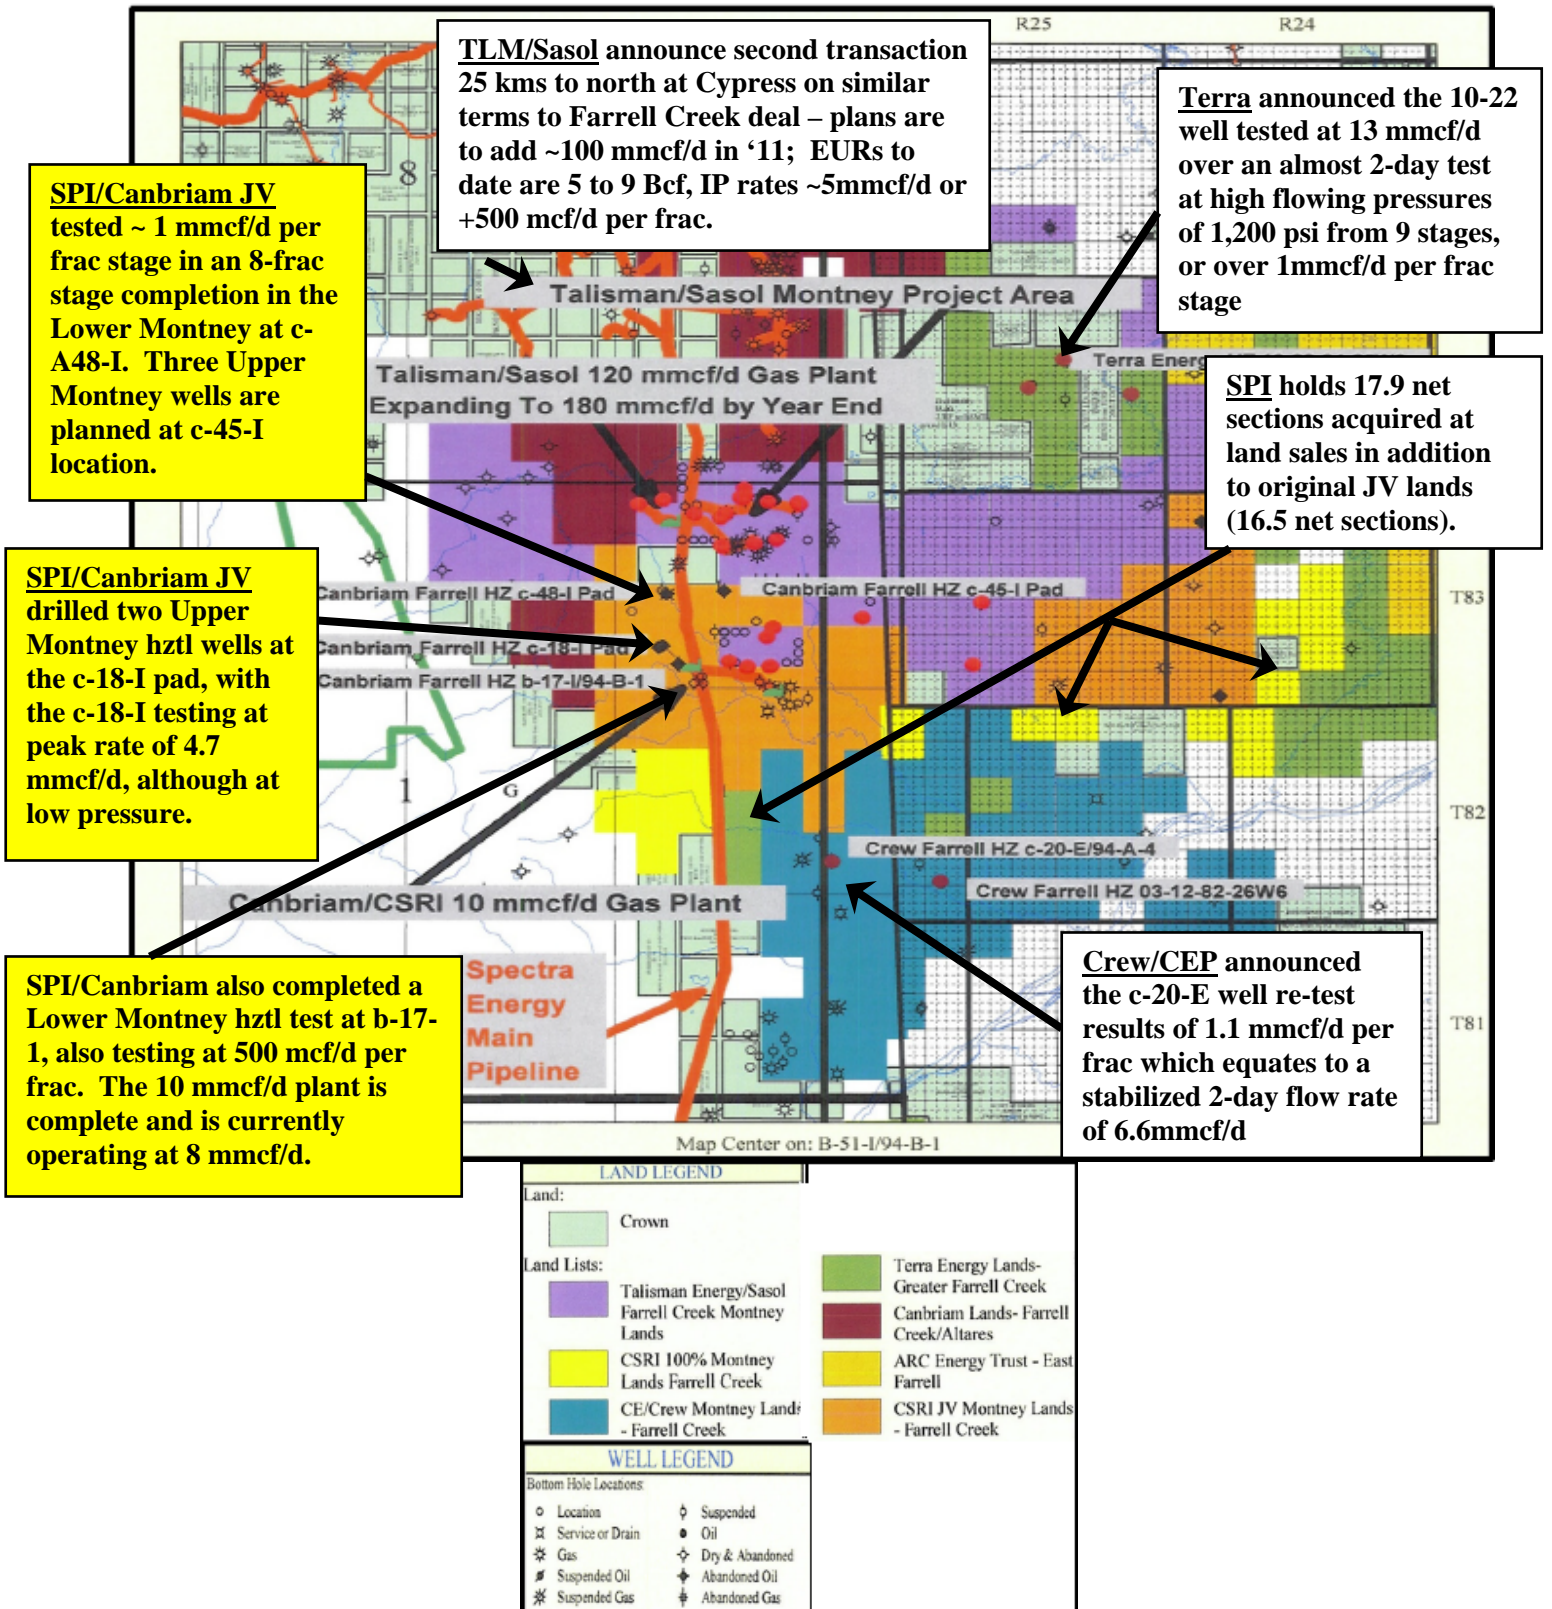 R25
R24
TLM/Sasol announce second transaction
25 kms to north at Cypress on similar
terms to Farrell Creek deal – plans are
to add ~100 mmcf/d in ‘11; EURs to
date are 5 to 9 Bcf, IP rates ~5mmcf/d or
+500 mcf/d per frac.
Terra announced the 10-22
well tested at 13 mmcf/d
over an almost 2-day test
at high flowing pressures
of 1,200 psi from 9 stages,
or over 1mmcf/d per frac
stage
8
SPI/Canbriam JV
tested ~ 1 mmcf/d per
frac stage in an 8-frac
stage completion in the
Lower Montney at c-
A48-I. Three Upper
Montney wells are
planned at c-45-I
location.
Talisman/Sasol Montney Project Area
Terra Energy
Talisman/Sasol 120 mmcf/d Gas Plant
Expanding To 180 mmcf/d by Year End
SPI holds 17.9 net
sections acquired at
land sales in addition
to original JV lands
(16.5 net sections).
SPI/Canbriam JV
drilled two Upper
Montney hztl wells at
the c-18-I pad, with
the c-18-I testing at
peak rate of 4.7
mmcf/d, although at
low pressure.
Canbriam Farrell HZ c-48-I Pad
Canbriam Farrell HZ c-45-I Pad
T83
Canbriam Farrell HZ c-18-I Pad
Canbriam Farrell HZ b-17-I/94-B-1
1
G
T82
Crew Farrell HZ c-20-E/94-A-4
Crew Farrell HZ 03-12-82-26W6
Canbriam/CSRI 10 mmcf/d Gas Plant
SPI/Canbriam also completed a
Lower Montney hztl test at b-17-
1, also testing at 500 mcf/d per
frac. The 10 mmcf/d plant is
complete and is currently
operating at 8 mmcf/d.
Spectra
Energy
Main
Pipeline
Crew/CEP announced
the c-20-E well re-test
results of 1.1 mmcf/d per
frac which equates to a
stabilized 2-day flow rate
of 6.6mmcf/d
T81
Map Center on: B-51-I/94-B-1
LAND LEGEND
Land:
Crown
Land Lists:
Talisman Energy/Sasol
Farrell Creek Montney
Lands
CSRI 100% Montney
Lands Farrell Creek
CE/Crew Montney Lands
- Farrell Creek
Terra Energy Lands-
Greater Farrell Creek
Canbriam Lands- Farrell
Creek/Altares
ARC Energy Trust - East
Farrell
CSRI JV Montney Lands
- Farrell Creek
WELL LEGEND
Bottom Hole Locations:
Location
Service or Drain
Gas
Suspended Oil
Suspended Gas
Suspended
Oil
Dry & Abandoned
Abandoned Oil
Abandoned Gas